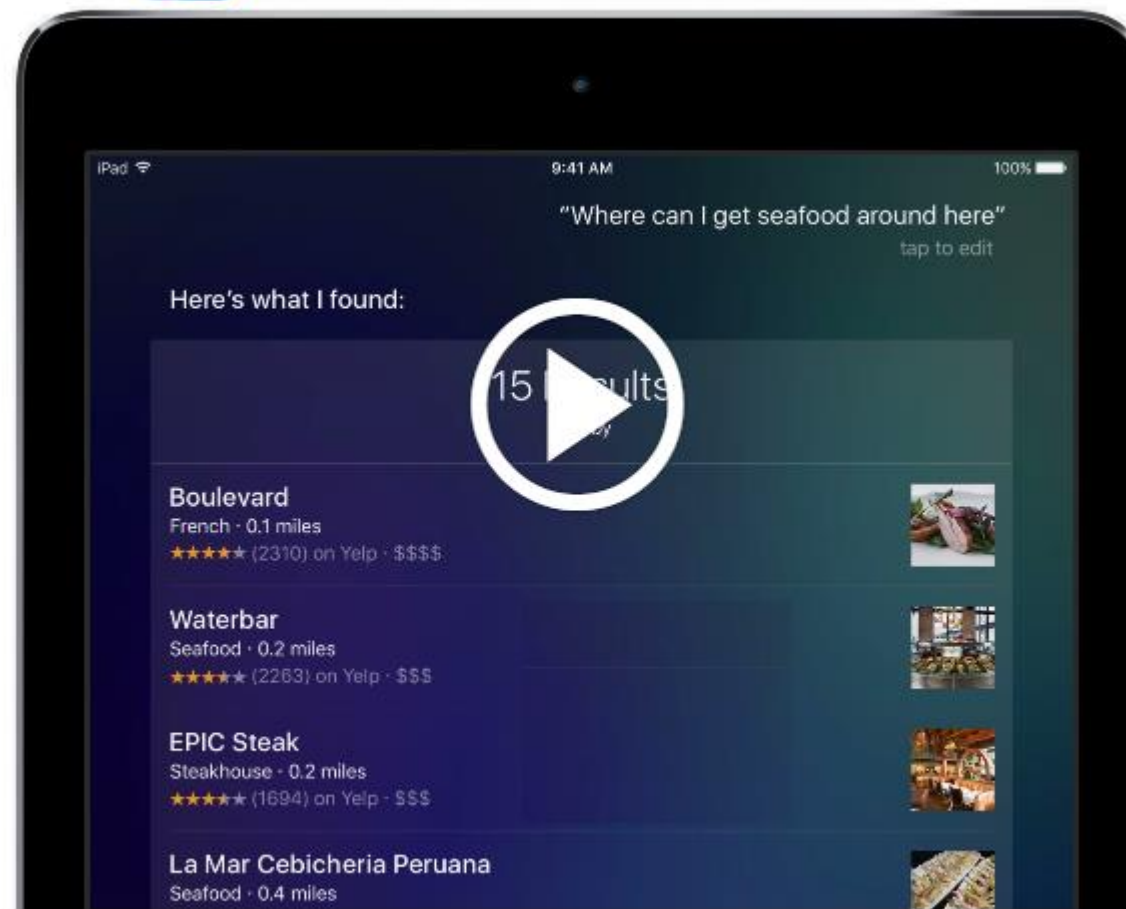 iPad
9:41 AM
100%
“Where can I get seafood around here”
tap to edit
Here’s what I found:
15
Boulevard
French · 0.1 miles
(2310) on Yelp · $$$$
Waterbar
Seafood · 0.2 miles
(2263) on Yelp · $$$
EPIC Steak
Steakhouse · 0.2 miles
(1694) on Yelp · $$$
La Mar Cebicheria Peruana
Seafood · 0.4 miles